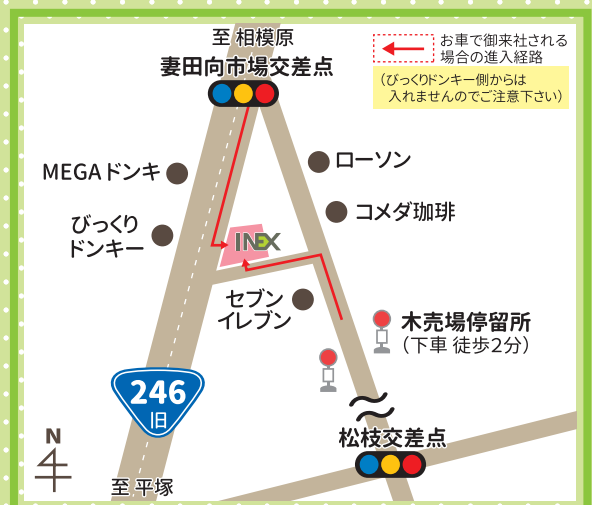 至 相模原
妻田向市場交差点
お車で御来社される
場合の進入経路
（びっくりドンキー側からは
入れませんのでご注意下さい）
MEGAドンキ
ローソン
コメダ珈琲
びっくり
ドンキー
INEX
セブン
イレブン
木売場停留所
（下車 徒歩2分）
246
旧
松枝交差点
N
至 平塚